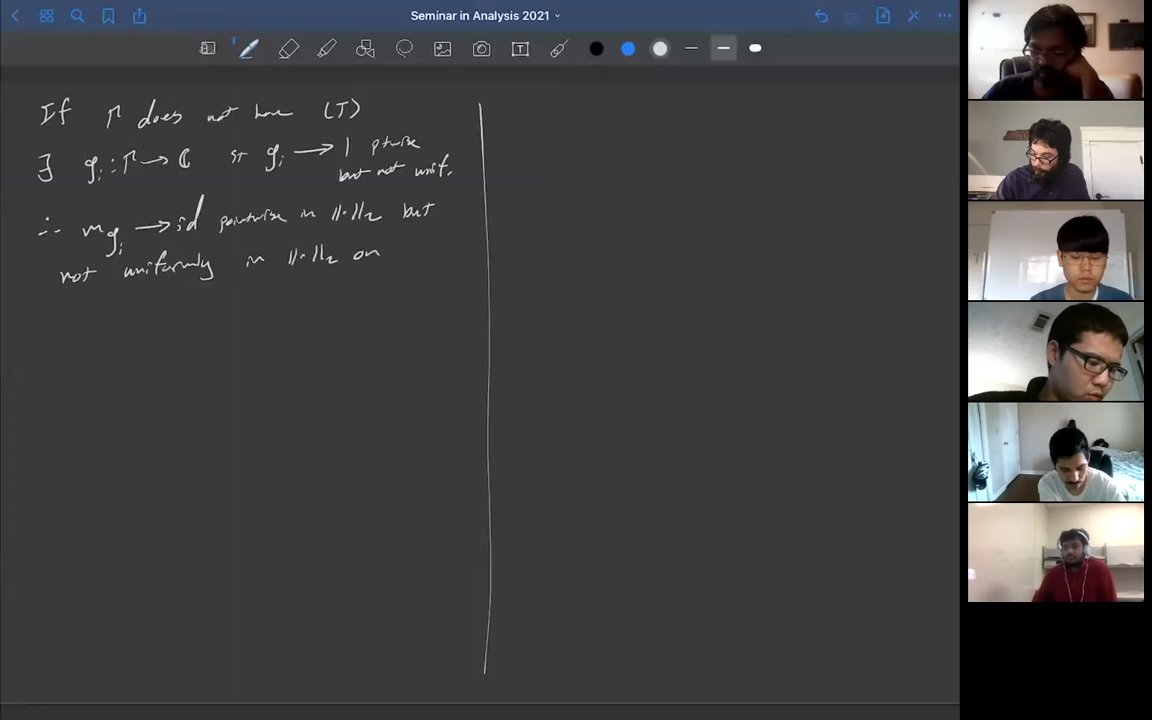 Seminar in Analysis 2021
If Γ does not have (T)
∃ φᵢ : Γ → ℂ st φᵢ → 1 ptwise
but not unif.
∴ m_φᵢ → id pointwise in ‖·‖₂ but
not uniformly in ‖·‖₂ on